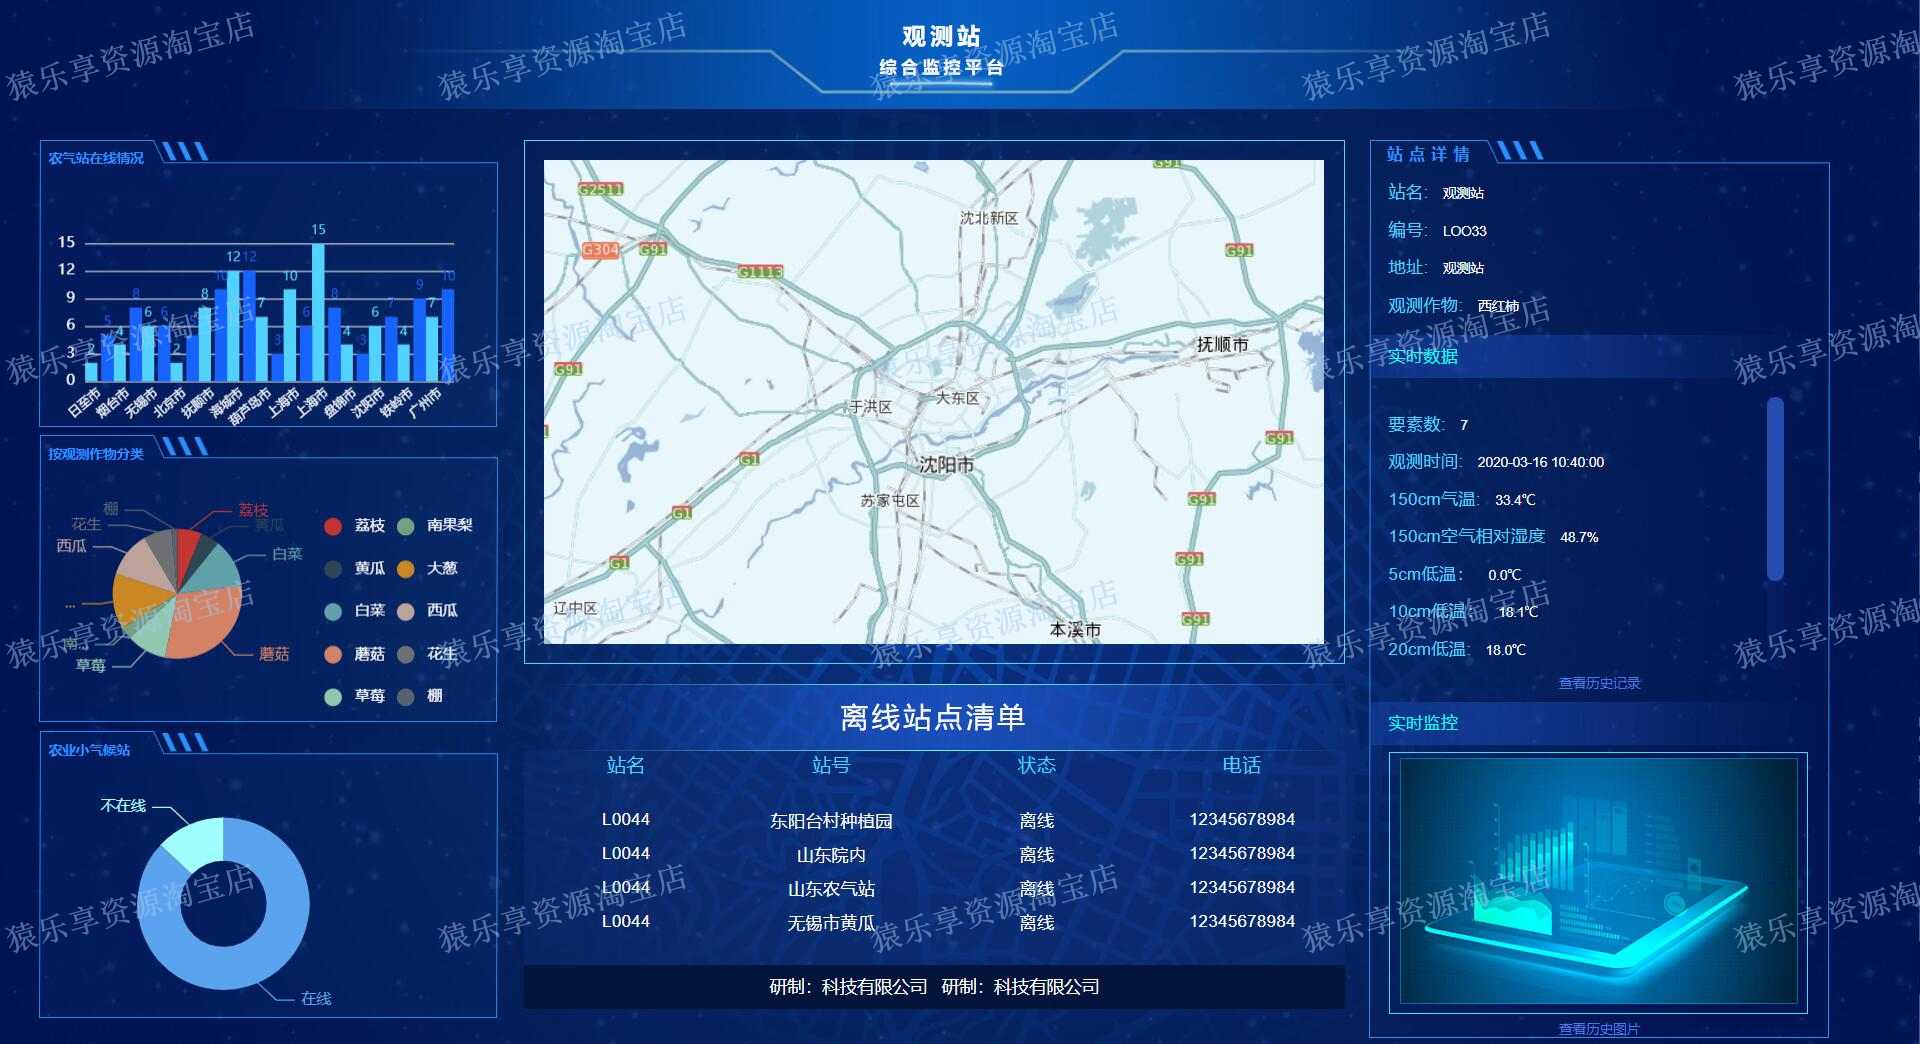 观测站
综合监控平台
农气站在线情况
15
12
9
6
3
0
2 5 4 8 6 6 2 8 10 12 12 7 3 10 6 15 8 4 3 6 7 4 9 7 10
日至市 烟台市 无锡市 北京市 抚顺市 海城市 葫芦岛市 上海市 上海市 盘锦市 沈阳市 铁岭市 广州市
按观测作物分类
棚
花生
西瓜
...
南...
草莓
荔枝
黄瓜
白菜
蘑菇
荔枝 南果梨
黄瓜 大葱
白菜 西瓜
蘑菇 花生
草莓 棚
农业小气候站
不在线
在线
G2511
G91
沈北新区
G304 G91
G91
G1113
抚顺市
G91
大东区
于洪区
G91
G1
沈阳市
苏家屯区
G91
G1
G91
G1
辽中区
G91
本溪市
离线站点清单
站名 站号 状态 电话
L0044 东阳台村种植园 离线 12345678984
L0044 山东院内 离线 12345678984
L0044 山东农气站 离线 12345678984
L0044 无锡市黄瓜 离线 12345678984
研制：科技有限公司 研制：科技有限公司
站点详情
站名: 观测站
编号: LOO33
地址: 观测站
观测作物: 西红柿
实时数据
要素数: 7
观测时间: 2020-03-16 10:40:00
150cm气温: 33.4℃
150cm空气相对湿度 48.7%
5cm低温： 0.0℃
10cm低温： 18.1℃
20cm低温: 18.0℃
查看历史记录
实时监控
查看历史图片
猿乐享资源淘宝店